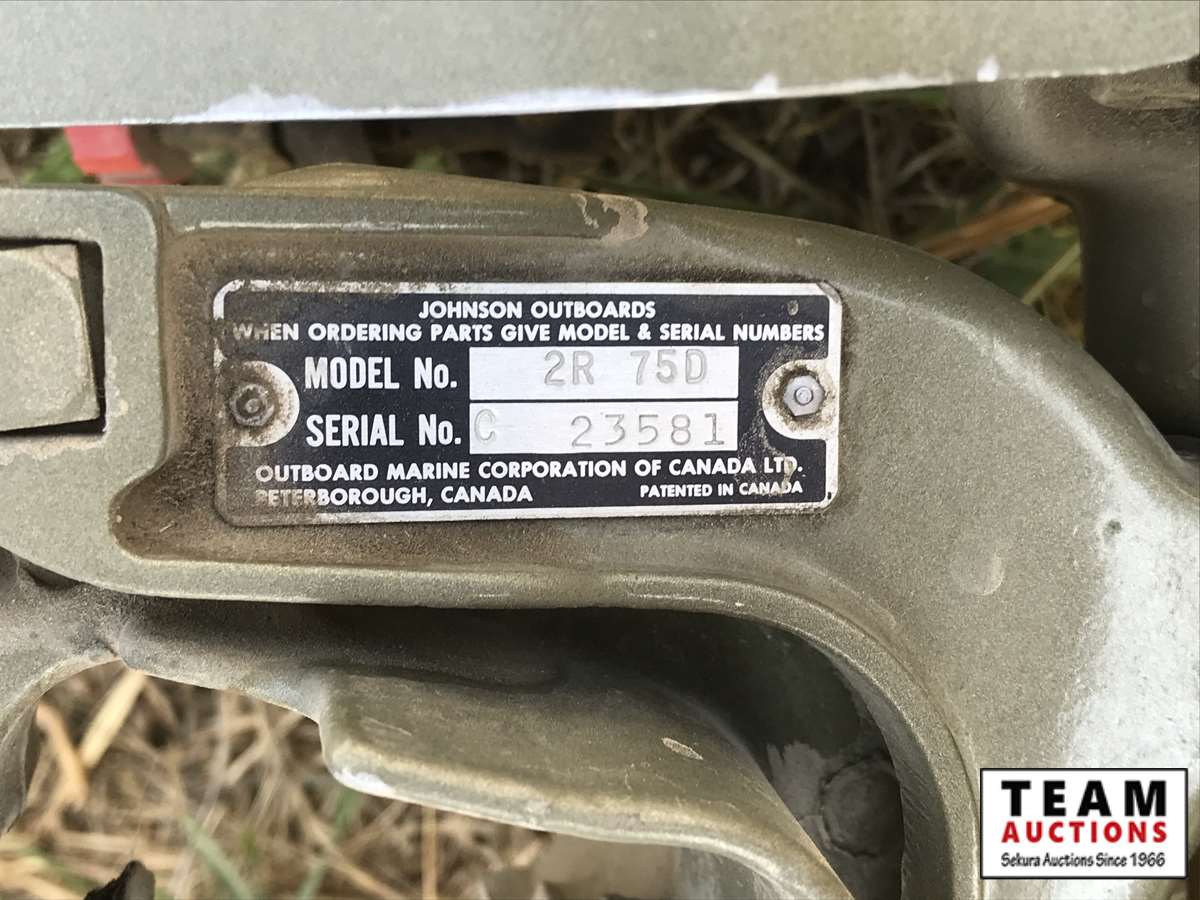 JOHNSON OUTBOARDS
WHEN ORDERING PARTS GIVE MODEL & SERIAL NUMBERS
MODEL No. 2R 75D
SERIAL No. C 23581
OUTBOARD MARINE CORPORATION OF CANADA LTD.
PETERBOROUGH, CANADA PATENTED IN CANADA
TEAM
AUCTIONS
Sekura Auctions Since 1966